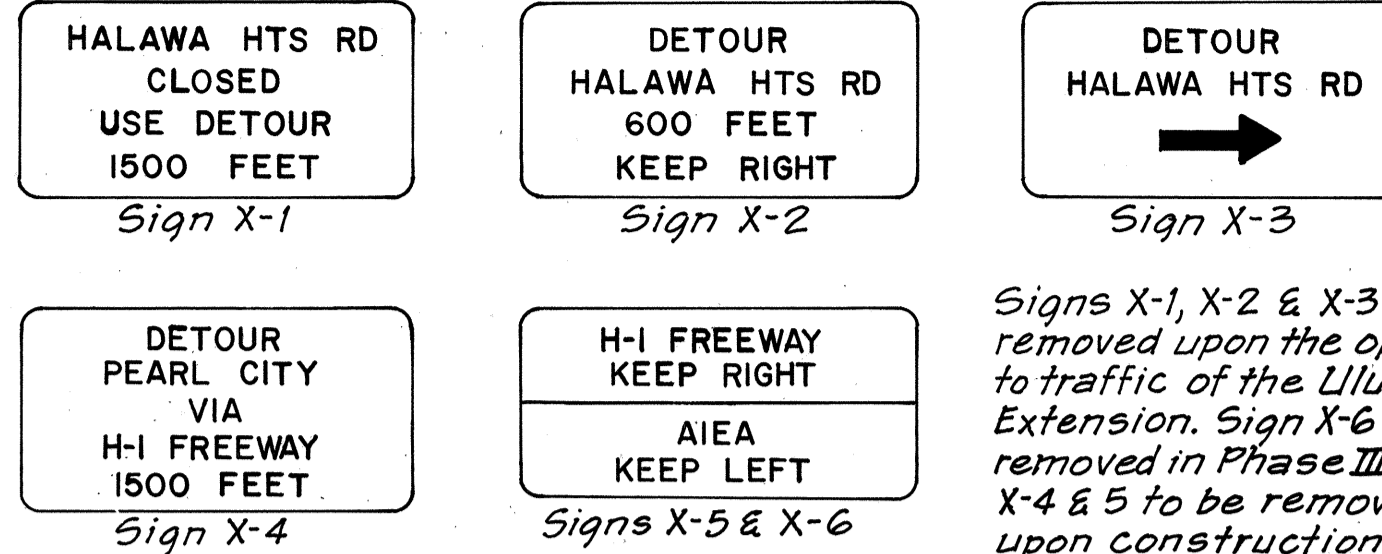 HALAWA HTS RD
CLOSED
USE DETOUR
1500 FEET
Sign X-1
DETOUR
HALAWA HTS RD
600 FEET
KEEP RIGHT
Sign X-2
DETOUR
HALAWA HTS RD
Sign X-3
DETOUR
PEARL CITY
VIA
H-1 FREEWAY
1500 FEET
Sign X-4
H-1 FREEWAY
KEEP RIGHT
AIEA
KEEP LEFT
Signs X-5 & X-6
Signs X-1, X-2 & X-3
removed upon the
to traffic of the
Extension. Sign X-6
removed in Phase III
X-4 & 5 to be
upon construction